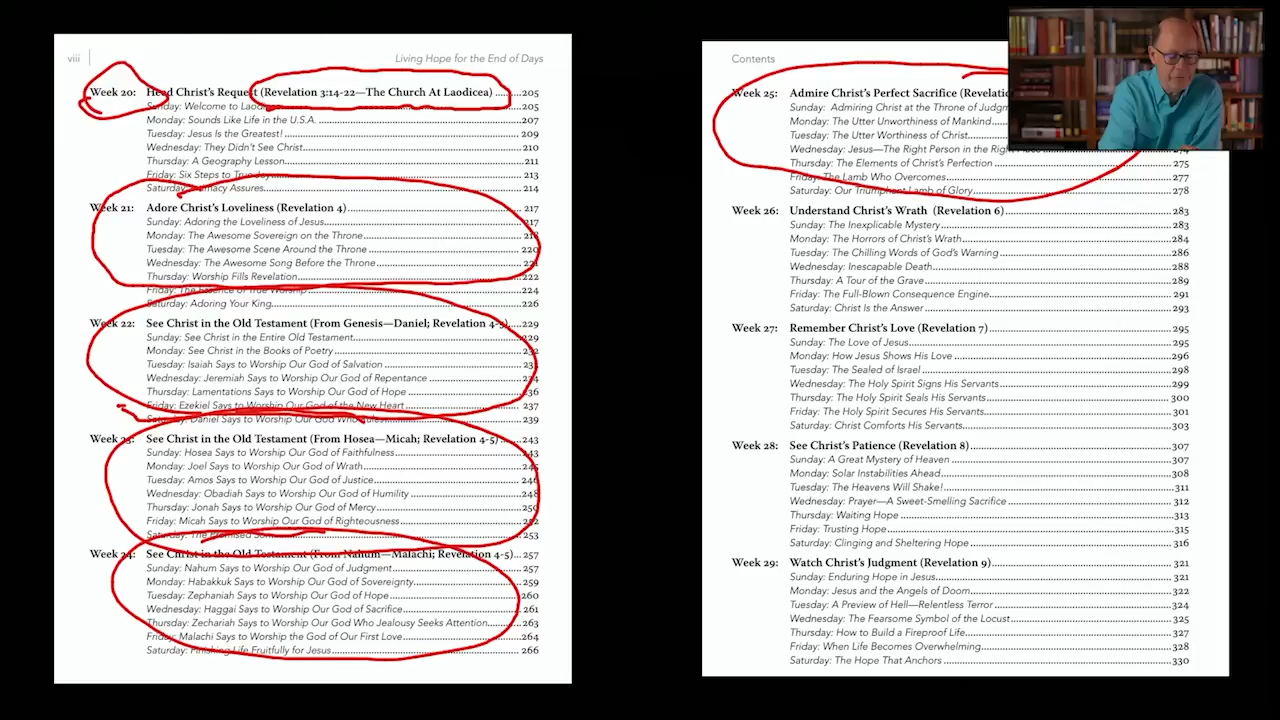 viii
Living Hope for the End of Days
Week 20: Heed Christ's Request (Revelation 3:14-22—The Church At Laodicea) 205
Sunday: Welcome to 205
Monday: Sounds Like Life in the U.S.A. 207
Tuesday: Jesus Is the Greatest! 209
Wednesday: They Didn't See Christ 210
Thursday: A Geography Lesson 211
Friday: Six Steps to True Joy 213
Saturday: Intimacy Assures 214
Week 21: Adore Christ's Loveliness (Revelation 4) 217
Sunday: Adoring the Loveliness of Jesus 217
Monday: The Awesome Sovereign on the Throne
Tuesday: The Awesome Scene Around the Throne 220
Wednesday: The Awesome Song Before the Throne 221
Thursday: Worship Fills Revelation 222
Friday: The Essence of True Worship 224
Saturday: Adoring Your King 226
Week 22: See Christ in the Old Testament (From Genesis—Daniel; Revelation 4-5) 229
Sunday: See Christ in the Entire Old Testament 229
Monday: See Christ in the Books of Poetry 232
Tuesday: Isaiah Says to Worship Our God of Salvation
Wednesday: Jeremiah Says to Worship Our God of Repentance 234
Thursday: Lamentations Says to Worship Our God of Hope 236
Friday: Ezekiel Says to Worship Our God of the New Heart 237
Saturday: Daniel Says to Worship Our God Who Rules 239
Week 23: See Christ in the Old Testament (From Hosea—Micah; Revelation 4-5) 243
Sunday: Hosea Says to Worship Our God of Faithfulness 243
Monday: Joel Says to Worship Our God of Wrath
Tuesday: Amos Says to Worship Our God of Justice 246
Wednesday: Obadiah Says to Worship Our God of Humility 248
Thursday: Jonah Says to Worship Our God of Mercy 250
Friday: Micah Says to Worship Our God of Righteousness 252
Saturday: The Promised 253
Week 24: See Christ in the Old Testament (From Nahum—Malachi; Revelation 4-5) 257
Sunday: Nahum Says to Worship Our God of Judgment 257
Monday: Habakkuk Says to Worship Our God of Sovereignty 259
Tuesday: Zephaniah Says to Worship Our God of Hope 260
Wednesday: Haggai Says to Worship Our God of Sacrifice 261
Thursday: Zechariah Says to Worship Our God Who Jealousy Seeks Attention 263
Friday: Malachi Says to Worship the God of Our First Love 264
Saturday: Finishing Life Fruitfully for Jesus 266
Contents
Week 25: Admire Christ's Perfect Sacrifice
Sunday: Admiring Christ at the Throne of
Monday: The Utter Unworthiness of Mankind
Tuesday: The Utter Worthiness of Christ
Wednesday: Jesus—The Right Person in the Right 274
Thursday: The Elements of Christ's Perfection 275
Friday: The Lamb Who Overcomes 277
Saturday: Our Triumphant Lamb of Glory 278
Week 26: Understand Christ's Wrath (Revelation 6) 283
Sunday: The Inexplicable Mystery 283
Monday: The Horrors of Christ's Wrath 284
Tuesday: The Chilling Words of God's Warning 286
Wednesday: Inescapable Death 288
Thursday: A Tour of the Grave 289
Friday: The Full-Blown Consequence Engine 291
Saturday: Christ Is the Answer 293
Week 27: Remember Christ's Love (Revelation 7) 295
Sunday: The Love of Jesus 295
Monday: How Jesus Shows His Love 296
Tuesday: The Sealed of Israel 298
Wednesday: The Holy Spirit Signs His Servants 299
Thursday: The Holy Spirit Seals His Servants 300
Friday: The Holy Spirit Secures His Servants 301
Saturday: Christ Comforts His Servants 303
Week 28: See Christ's Patience (Revelation 8) 307
Sunday: A Great Mystery of Heaven 307
Monday: Solar Instabilities Ahead 308
Tuesday: The Heavens Will Shake! 311
Wednesday: Prayer—A Sweet-Smelling Sacrifice 312
Thursday: Waiting Hope 313
Friday: Trusting Hope 315
Saturday: Clinging and Sheltering Hope 316
Week 29: Watch Christ's Judgment (Revelation 9) 321
Sunday: Enduring Hope in Jesus 321
Monday: Jesus and the Angels of Doom 322
Tuesday: A Preview of Hell—Relentless Terror 324
Wednesday: The Fearsome Symbol of the Locust 325
Thursday: How to Build a Fireproof Life 327
Friday: When Life Becomes Overwhelming 328
Saturday: The Hope That Anchors 330